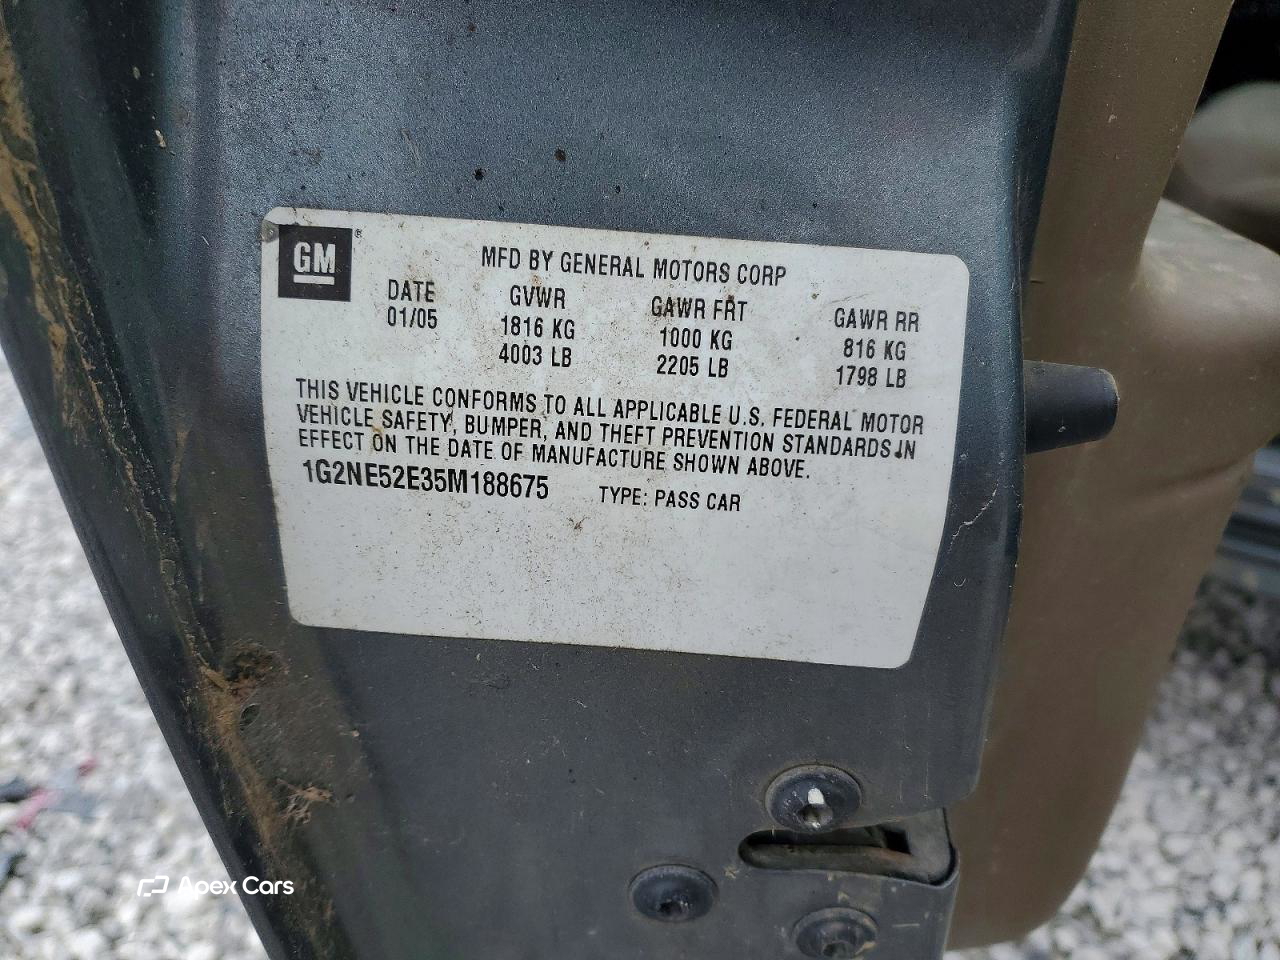 GM ®
MFD BY GENERAL MOTORS CORP
DATE GVWR GAWR FRT GAWR RR
01/05 1816 KG 1000 KG 816 KG
4003 LB 2205 LB 1798 LB
THIS VEHICLE CONFORMS TO ALL APPLICABLE U.S. FEDERAL MOTOR
VEHICLE SAFETY, BUMPER, AND THEFT PREVENTION STANDARDS IN
EFFECT ON THE DATE OF MANUFACTURE SHOWN ABOVE.
1G2NE52E35M188675 TYPE: PASS CAR
Apex Cars